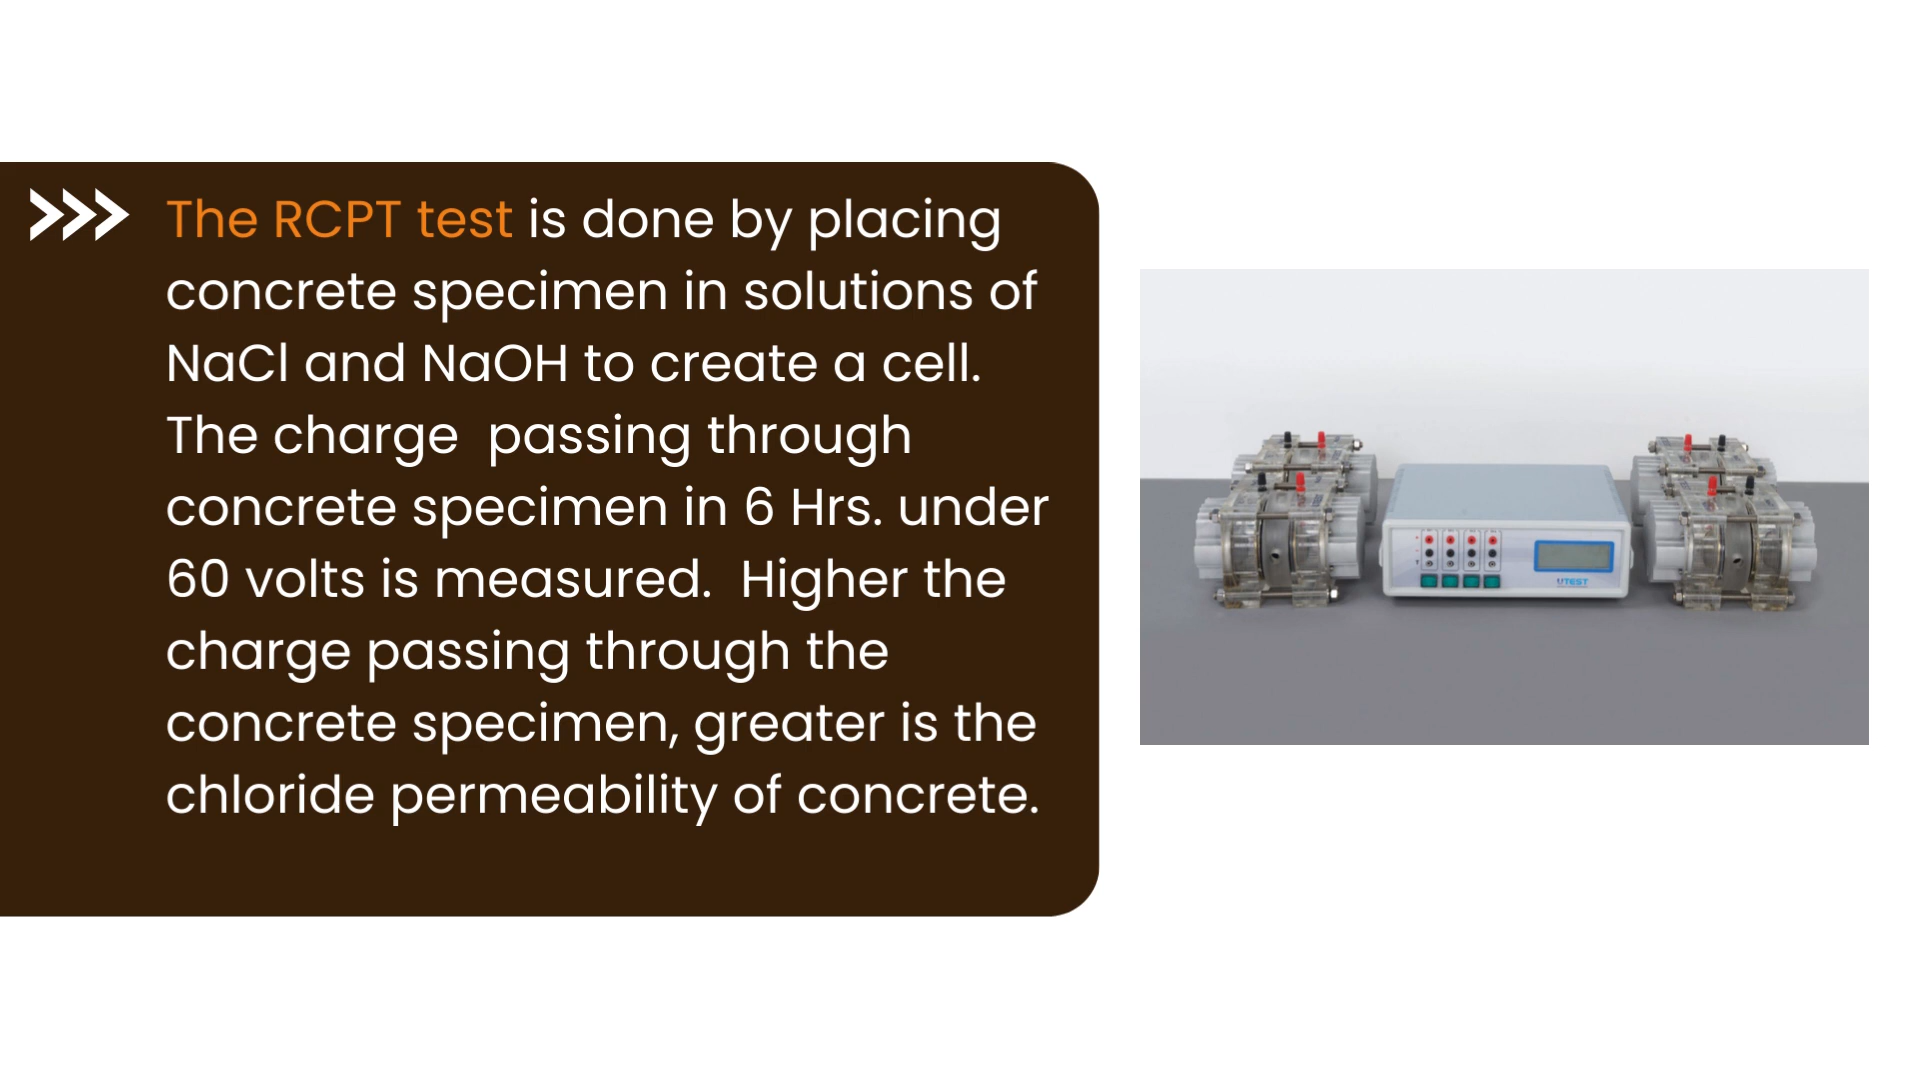 The RCPT test is done by placing
concrete specimen in solutions of
NaCl and NaOH to create a cell.
The charge  passing through
concrete specimen in 6 Hrs. under
60 volts is measured.  Higher the
charge passing through the
concrete specimen, greater is the
chloride permeability of concrete.
UTEST